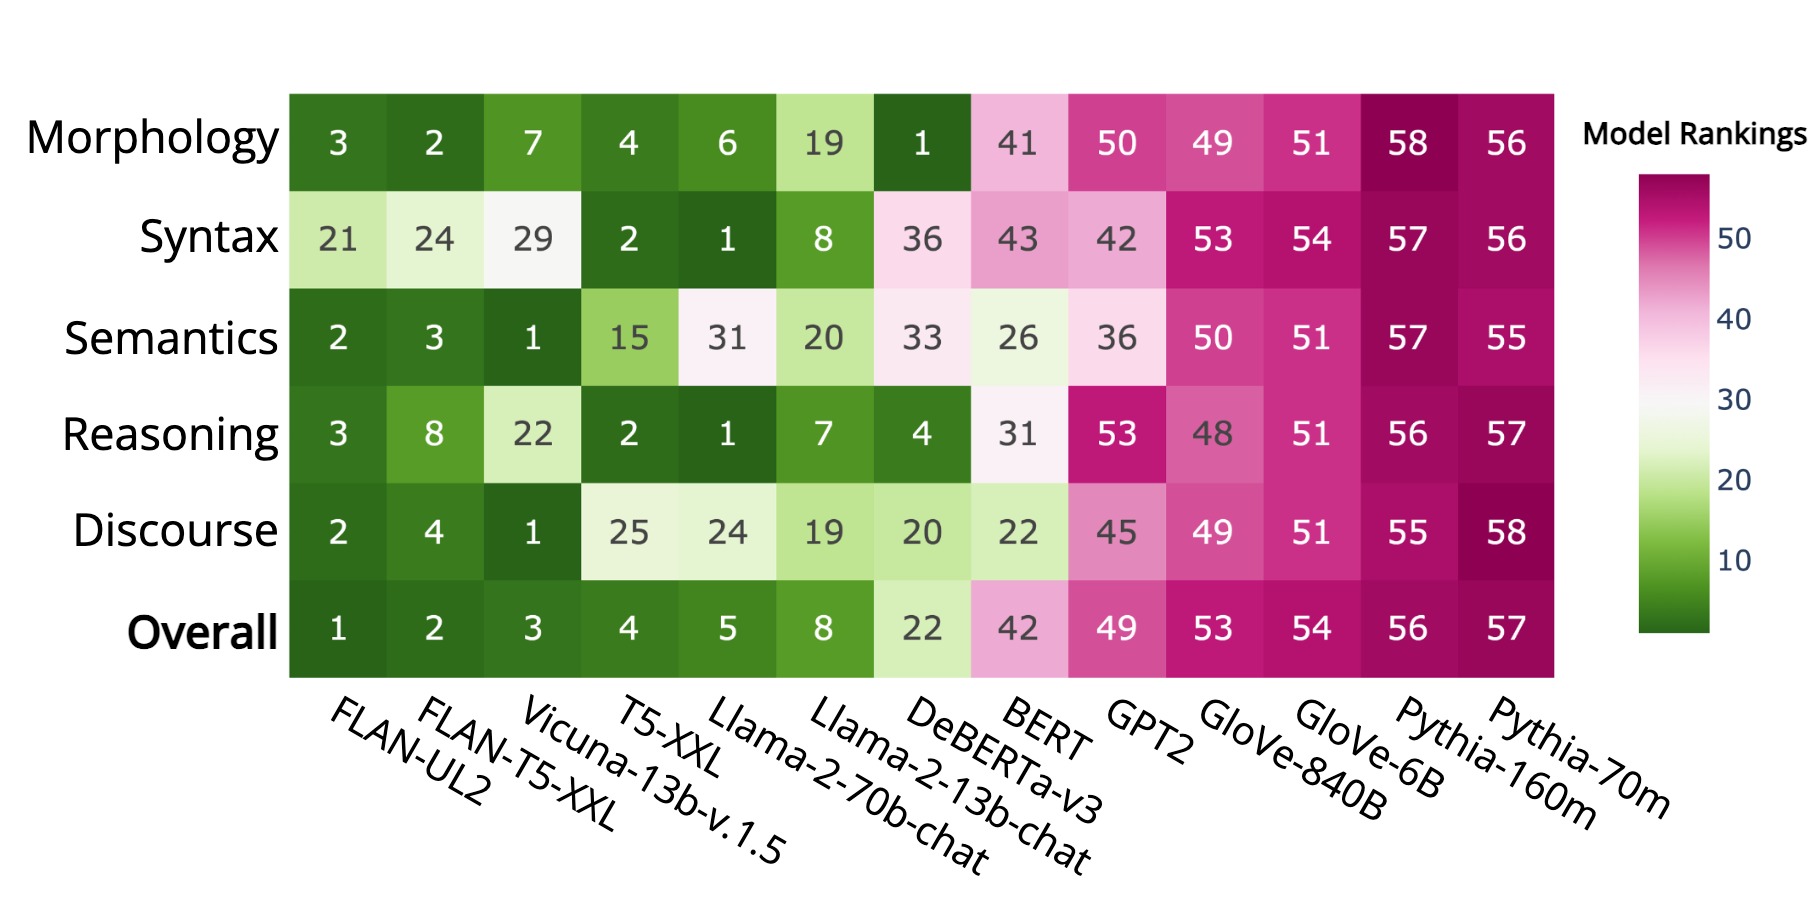 Model Rankings
Morphology 3 2 7 4 6 19 1 41 50 49 51 58 56
Syntax 21 24 29 2 1 8 36 43 42 53 54 57 56
Semantics 2 3 1 15 31 20 33 26 36 50 51 57 55
Reasoning 3 8 22 2 1 7 4 31 53 48 51 56 57
Discourse 2 4 1 25 24 19 20 22 45 49 51 55 58
Overall 1 2 3 4 5 8 22 42 49 53 54 56 57
50
40
30
20
10
FLAN-UL2
FLAN-T5-XXL
Vicuna-13b-v.1.5
T5-XXL
Llama-2-70b-chat
Llama-2-13b-chat
DeBERTa-v3
BERT
GPT2
GloVe-840B
GloVe-6B
Pythia-160m
Pythia-70m